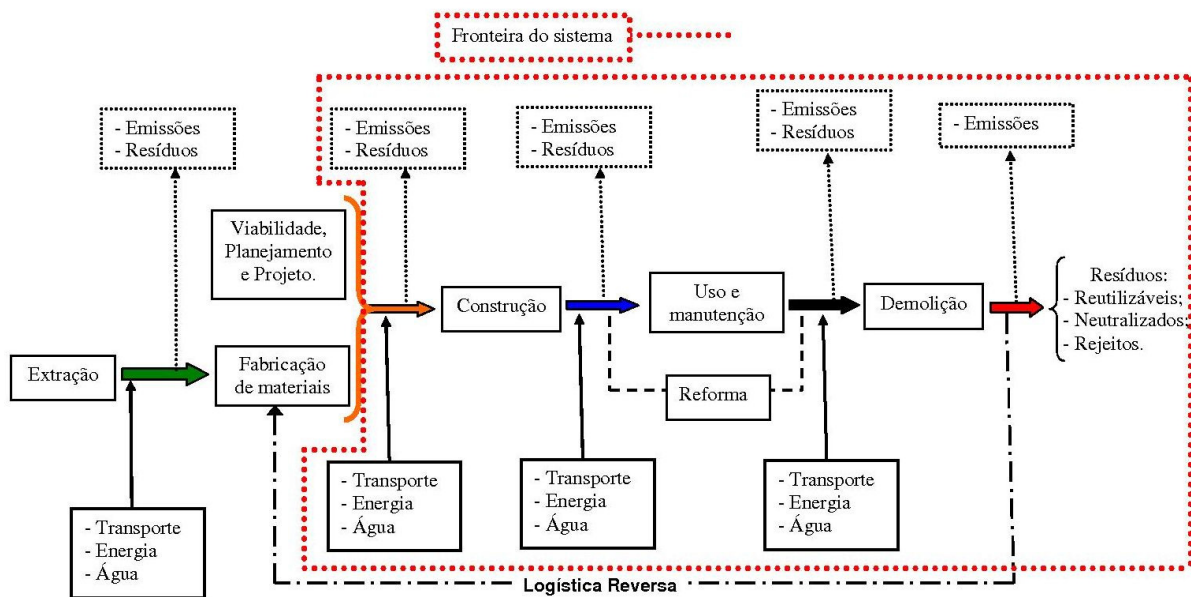 Fronteira do sistema
- Emissões
- Resíduos
- Emissões
- Resíduos
- Emissões
- Resíduos
- Emissões
- Resíduos
- Emissões
Viabilidade,
Planejamento
e Projeto.
Construção
Uso e
manutenção
Demolição
Resíduos:
- Reutilizáveis;
- Neutralizados;
- Rejeitos.
Extração
Fabricação
de materiais
Reforma
- Transporte
- Energia
- Água
- Transporte
- Energia
- Água
- Transporte
- Energia
- Água
- Transporte
- Energia
- Água
Logística Reversa